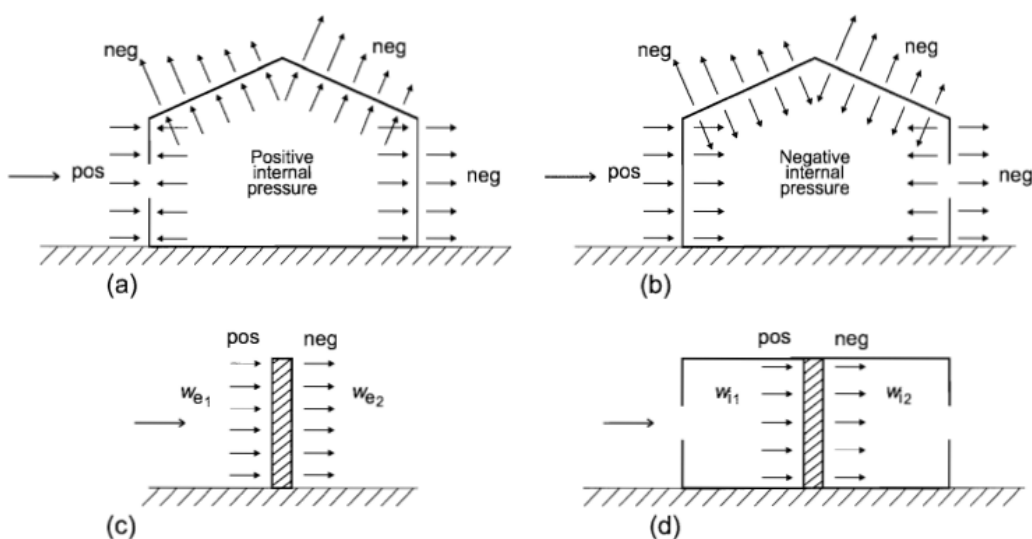 neg
neg
pos
Positive
internal
pressure
neg
(a)
neg
neg
pos
Negative
internal
pressure
neg
(b)
pos
neg
we1
we2
(c)
pos
neg
wi1
wi2
(d)